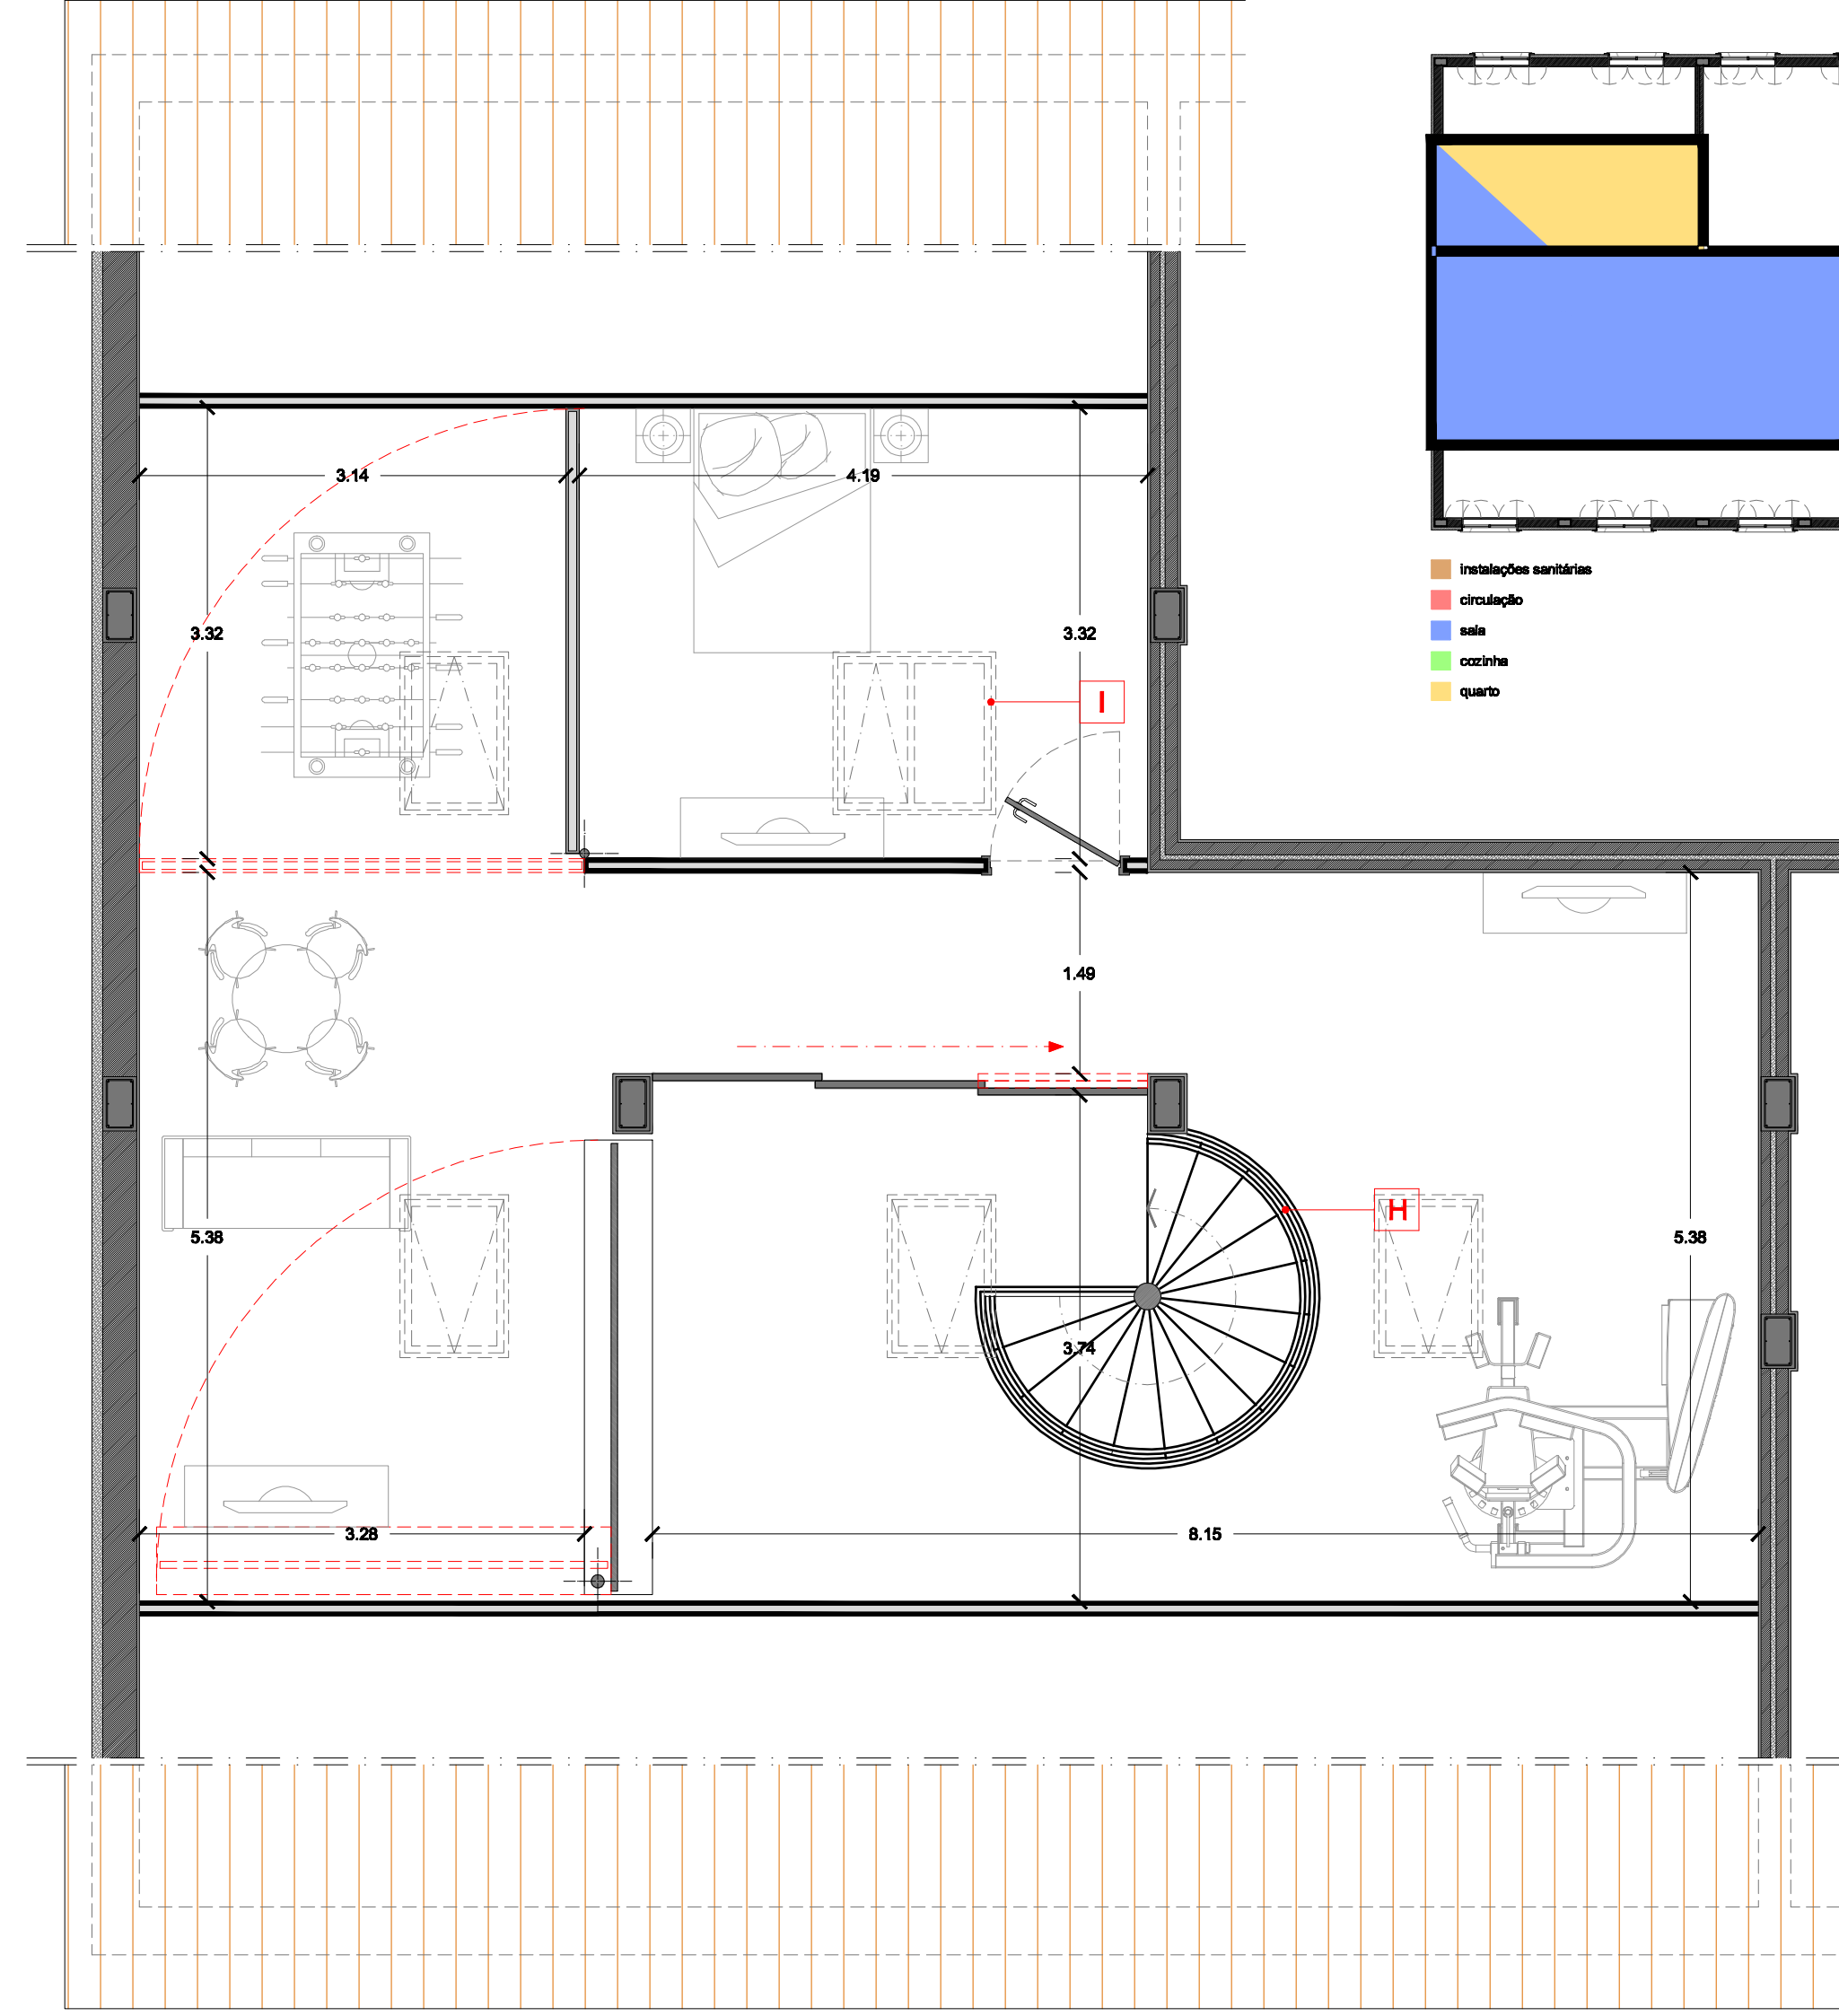 3.14
4.19
instalações sanitárias
circulação
sala
cozinha
quarto
3.32
3.32
I
1.49
H
5.38
5.38
3.74
3.28
8.15